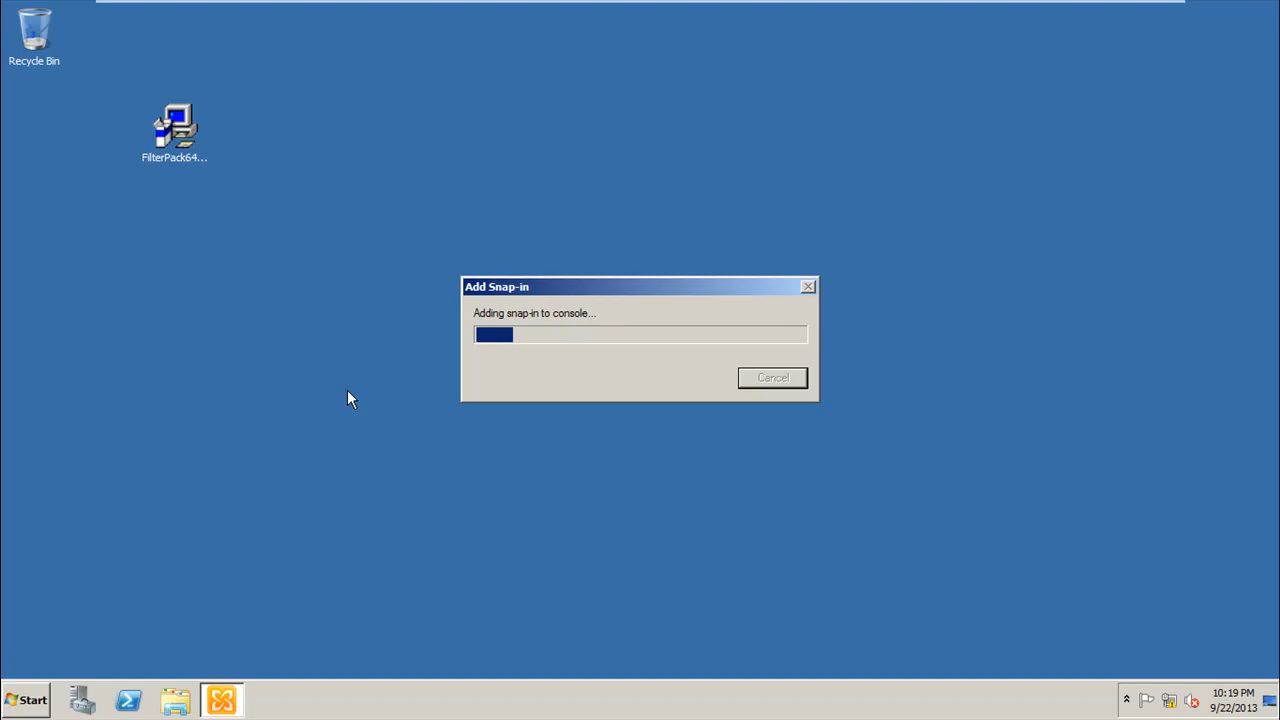 Recycle Bin
FilterPack64...
Add Snap-in
Adding snap-in to console...
Cancel
Start
10:19 PM
9/22/2013